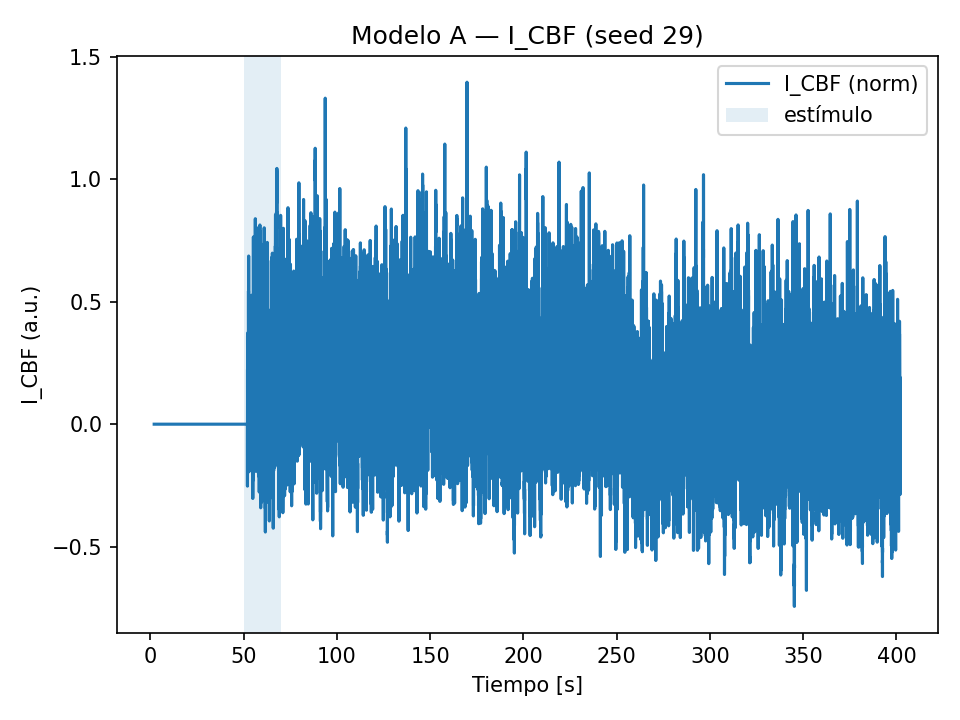 Modelo A — I_CBF (seed 29)
I_CBF (norm)
estímulo
I_CBF (a.u.)
1.5
1.0
0.5
0.0
−0.5
0 50 100 150 200 250 300 350 400
Tiempo [s]